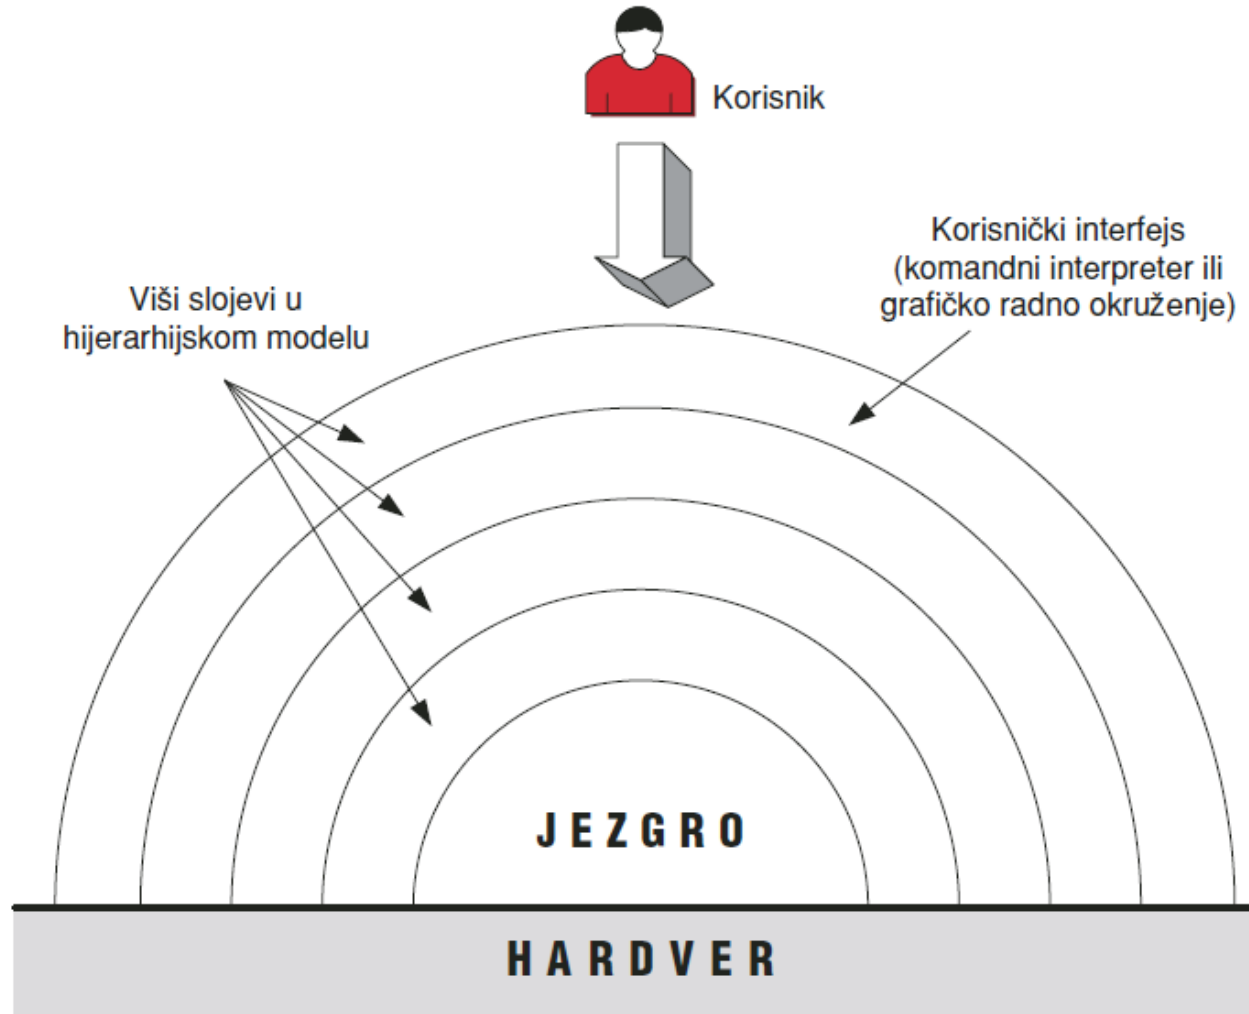 Korisnik
Korisnički interfejs
(komandni interpreter ili
grafičko radno okruženje)
Viši slojevi u
hijerarhijskom modelu
JEZGRO
HARDVER